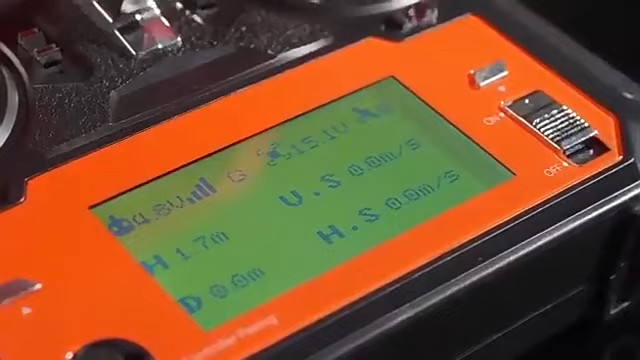 4.8V G 15.1V
H 1.7m V.S 0.0m/s
D 0.0m H.S 0.0m/s
ON
OFF